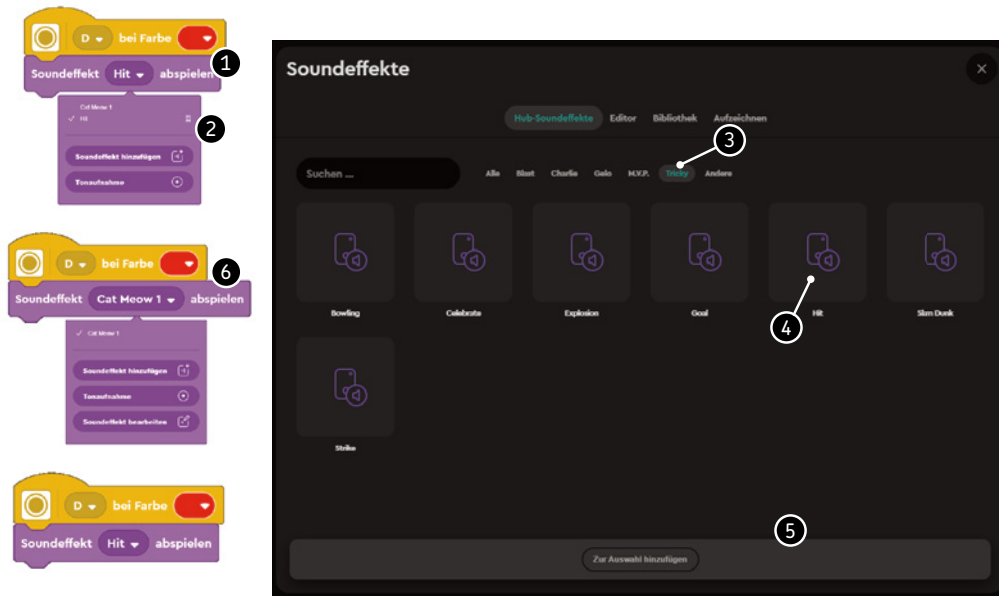 D bei Farbe
Soundeffekt Hit abspielen
1
Cat Meow 1
Hit
2
Soundeffekt hinzufügen
Tonaufnahme
D bei Farbe
6
Soundeffekt Cat Meow 1 abspielen
Cat Meow 1
Soundeffekt hinzufügen
Tonaufnahme
Soundeffekt bearbeiten
D bei Farbe
Soundeffekt Hit abspielen
Soundeffekte
Hub-Soundeffekte Editor Bibliothek Aufzeichnen
3
Suchen ... Alle Blast Charlie Gelo M.V.P. Tricky Andere
4
Bowling Celebrate Explosion Goal Hit Slam Dunk
Strike
5
Zur Auswahl hinzufügen